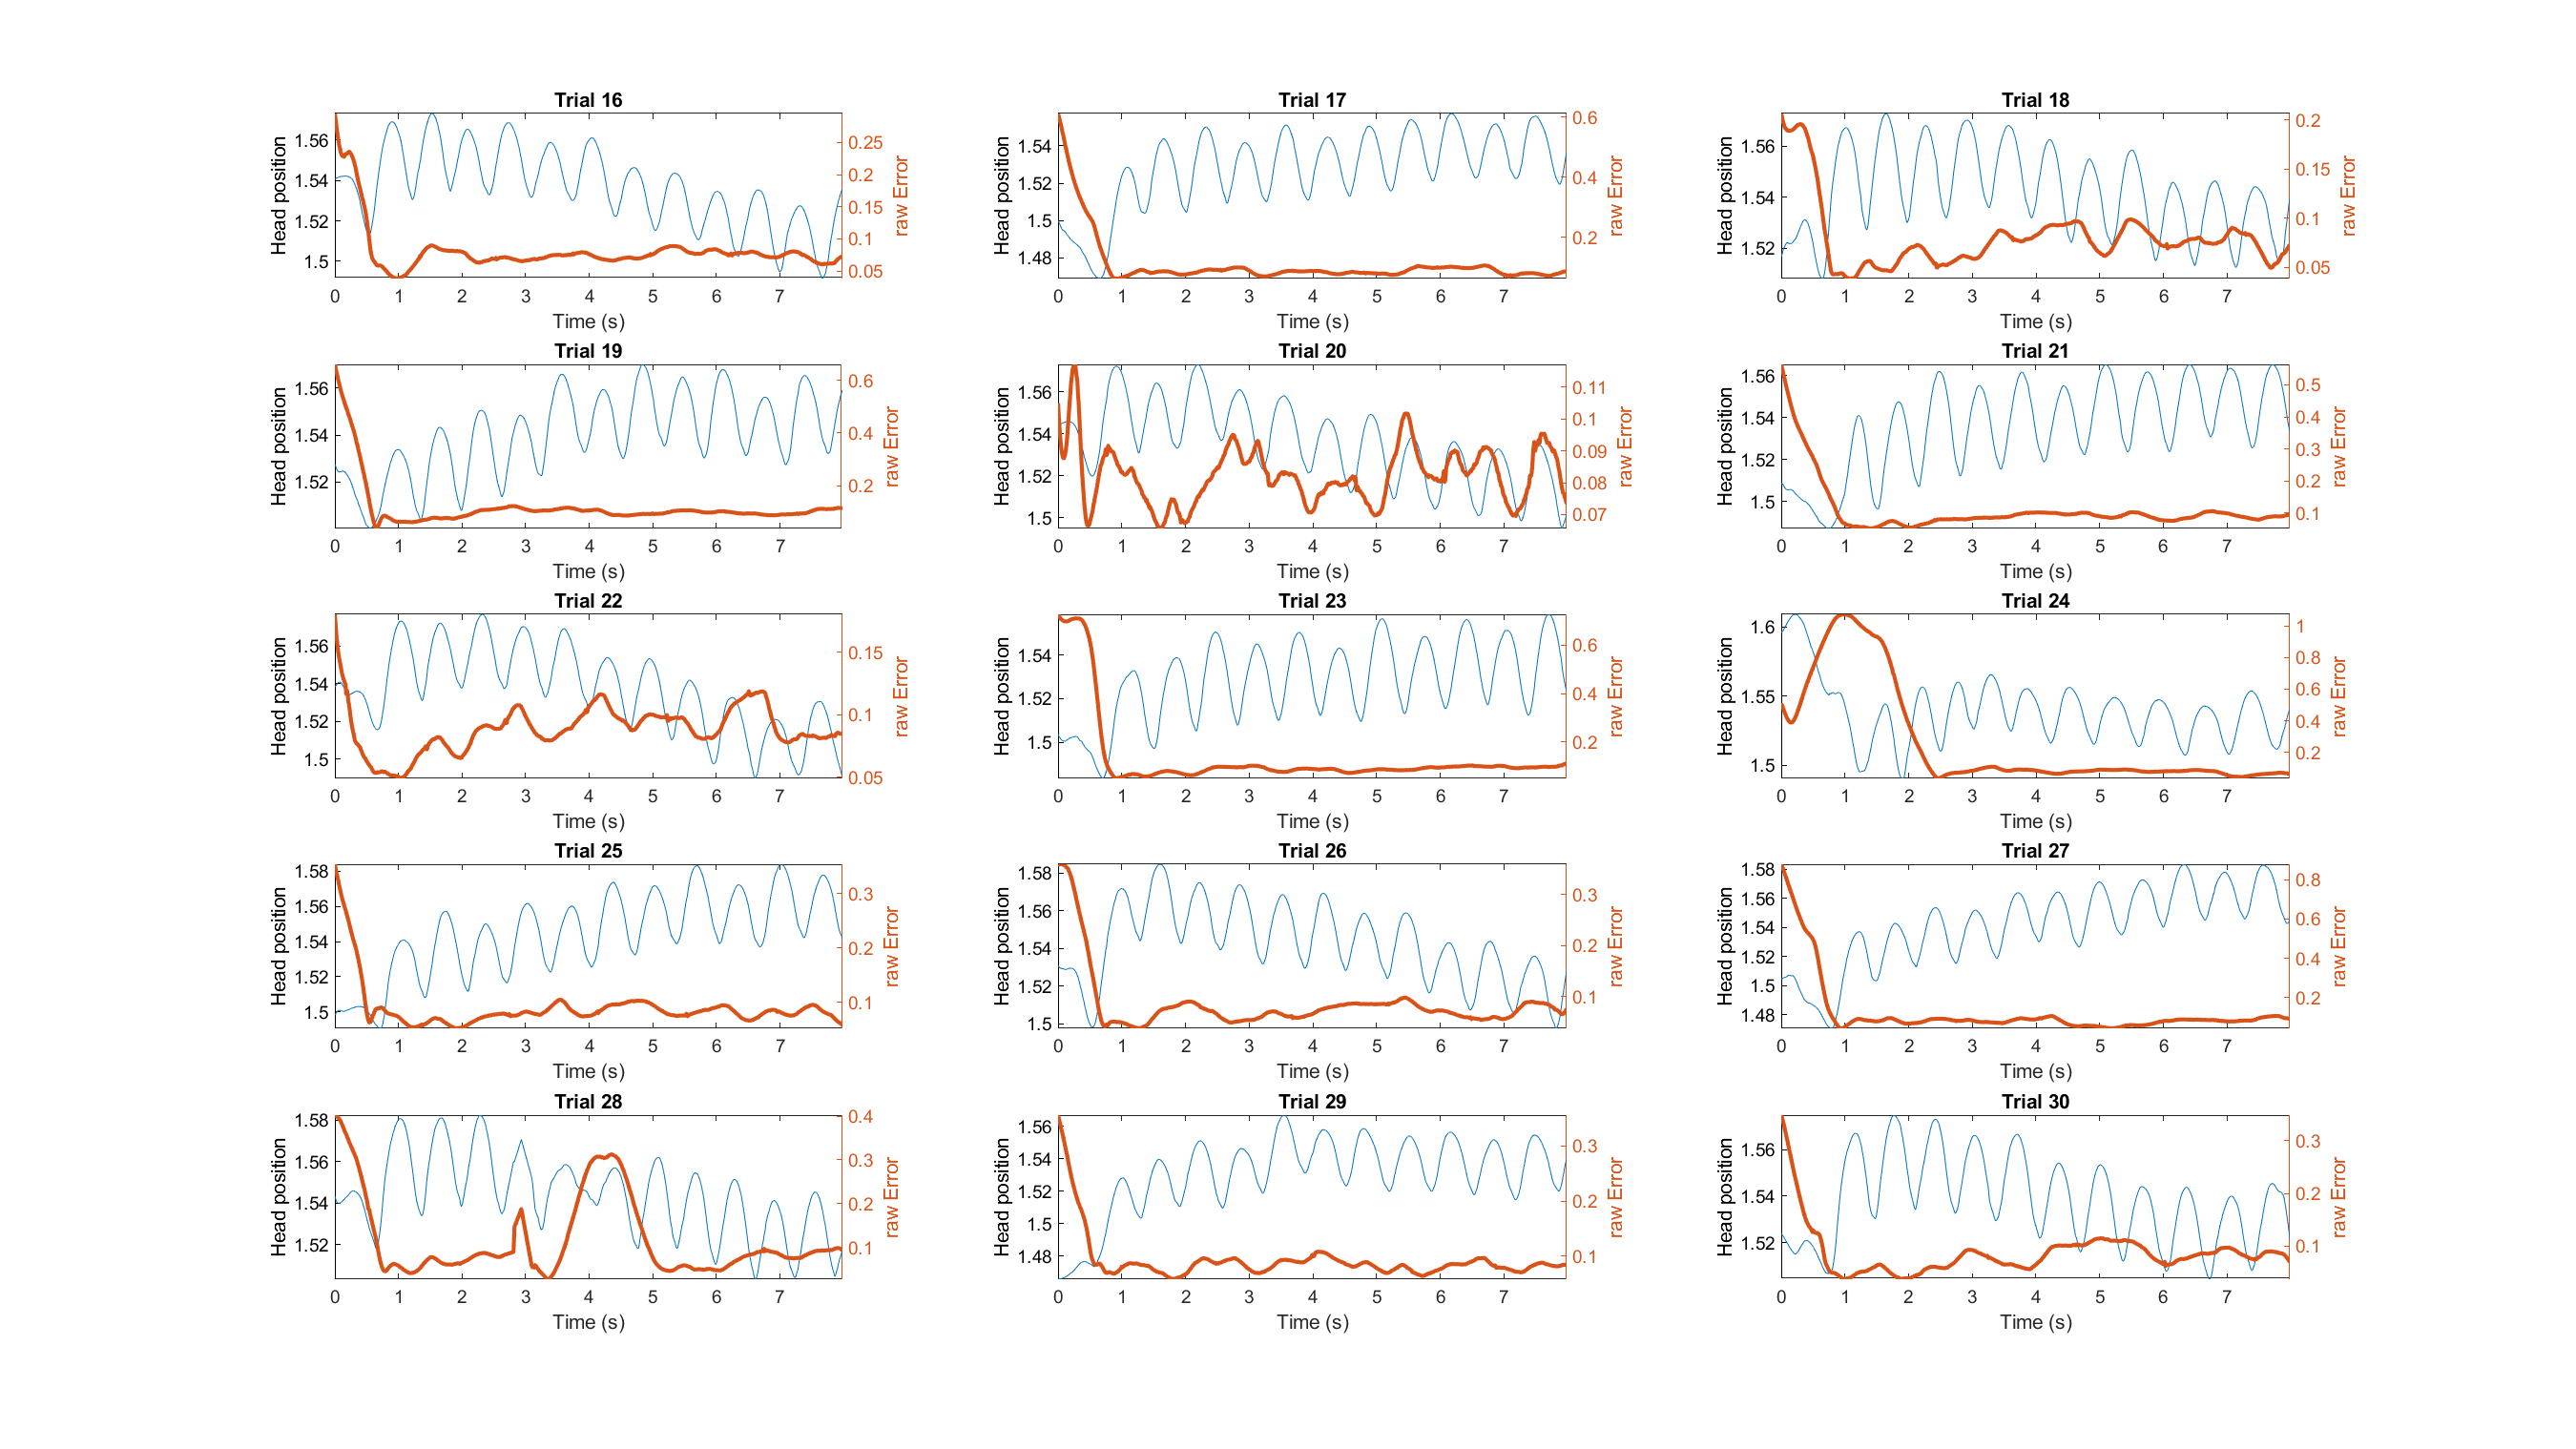 Trial 16
Head position
1.56
1.54
1.52
1.5
0.25
0.2
0.15
0.1
0.05
raw Error
0 1 2 3 4 5 6 7
Time (s)
Trial 17
Head position
1.54
1.52
1.5
1.48
0.6
0.4
0.2
raw Error
0 1 2 3 4 5 6 7
Time (s)
Trial 18
Head position
1.56
1.54
1.52
0.2
0.15
0.1
0.05
raw Error
0 1 2 3 4 5 6 7
Time (s)
Trial 19
Head position
1.56
1.54
1.52
0.6
0.4
0.2
raw Error
0 1 2 3 4 5 6 7
Time (s)
Trial 20
Head position
1.56
1.54
1.52
1.5
0.11
0.1
0.09
0.08
0.07
raw Error
0 1 2 3 4 5 6 7
Time (s)
Trial 21
Head position
1.56
1.54
1.52
1.5
0.5
0.4
0.3
0.2
0.1
raw Error
0 1 2 3 4 5 6 7
Time (s)
Trial 22
Head position
1.56
1.54
1.52
1.5
0.15
0.1
0.05
raw Error
0 1 2 3 4 5 6 7
Time (s)
Trial 23
Head position
1.54
1.52
1.5
0.6
0.4
0.2
raw Error
0 1 2 3 4 5 6 7
Time (s)
Trial 24
Head position
1.6
1.55
1.5
1
0.8
0.6
0.4
0.2
raw Error
0 1 2 3 4 5 6 7
Time (s)
Trial 25
Head position
1.58
1.56
1.54
1.52
1.5
0.3
0.2
0.1
raw Error
0 1 2 3 4 5 6 7
Time (s)
Trial 26
Head position
1.58
1.56
1.54
1.52
1.5
0.3
0.2
0.1
raw Error
0 1 2 3 4 5 6 7
Time (s)
Trial 27
Head position
1.58
1.56
1.54
1.52
1.5
1.48
0.8
0.6
0.4
0.2
raw Error
0 1 2 3 4 5 6 7
Time (s)
Trial 28
Head position
1.58
1.56
1.54
1.52
0.4
0.3
0.2
0.1
raw Error
0 1 2 3 4 5 6 7
Time (s)
Trial 29
Head position
1.56
1.54
1.52
1.5
1.48
0.3
0.2
0.1
raw Error
0 1 2 3 4 5 6 7
Time (s)
Trial 30
Head position
1.56
1.54
1.52
0.3
0.2
0.1
raw Error
0 1 2 3 4 5 6 7
Time (s)